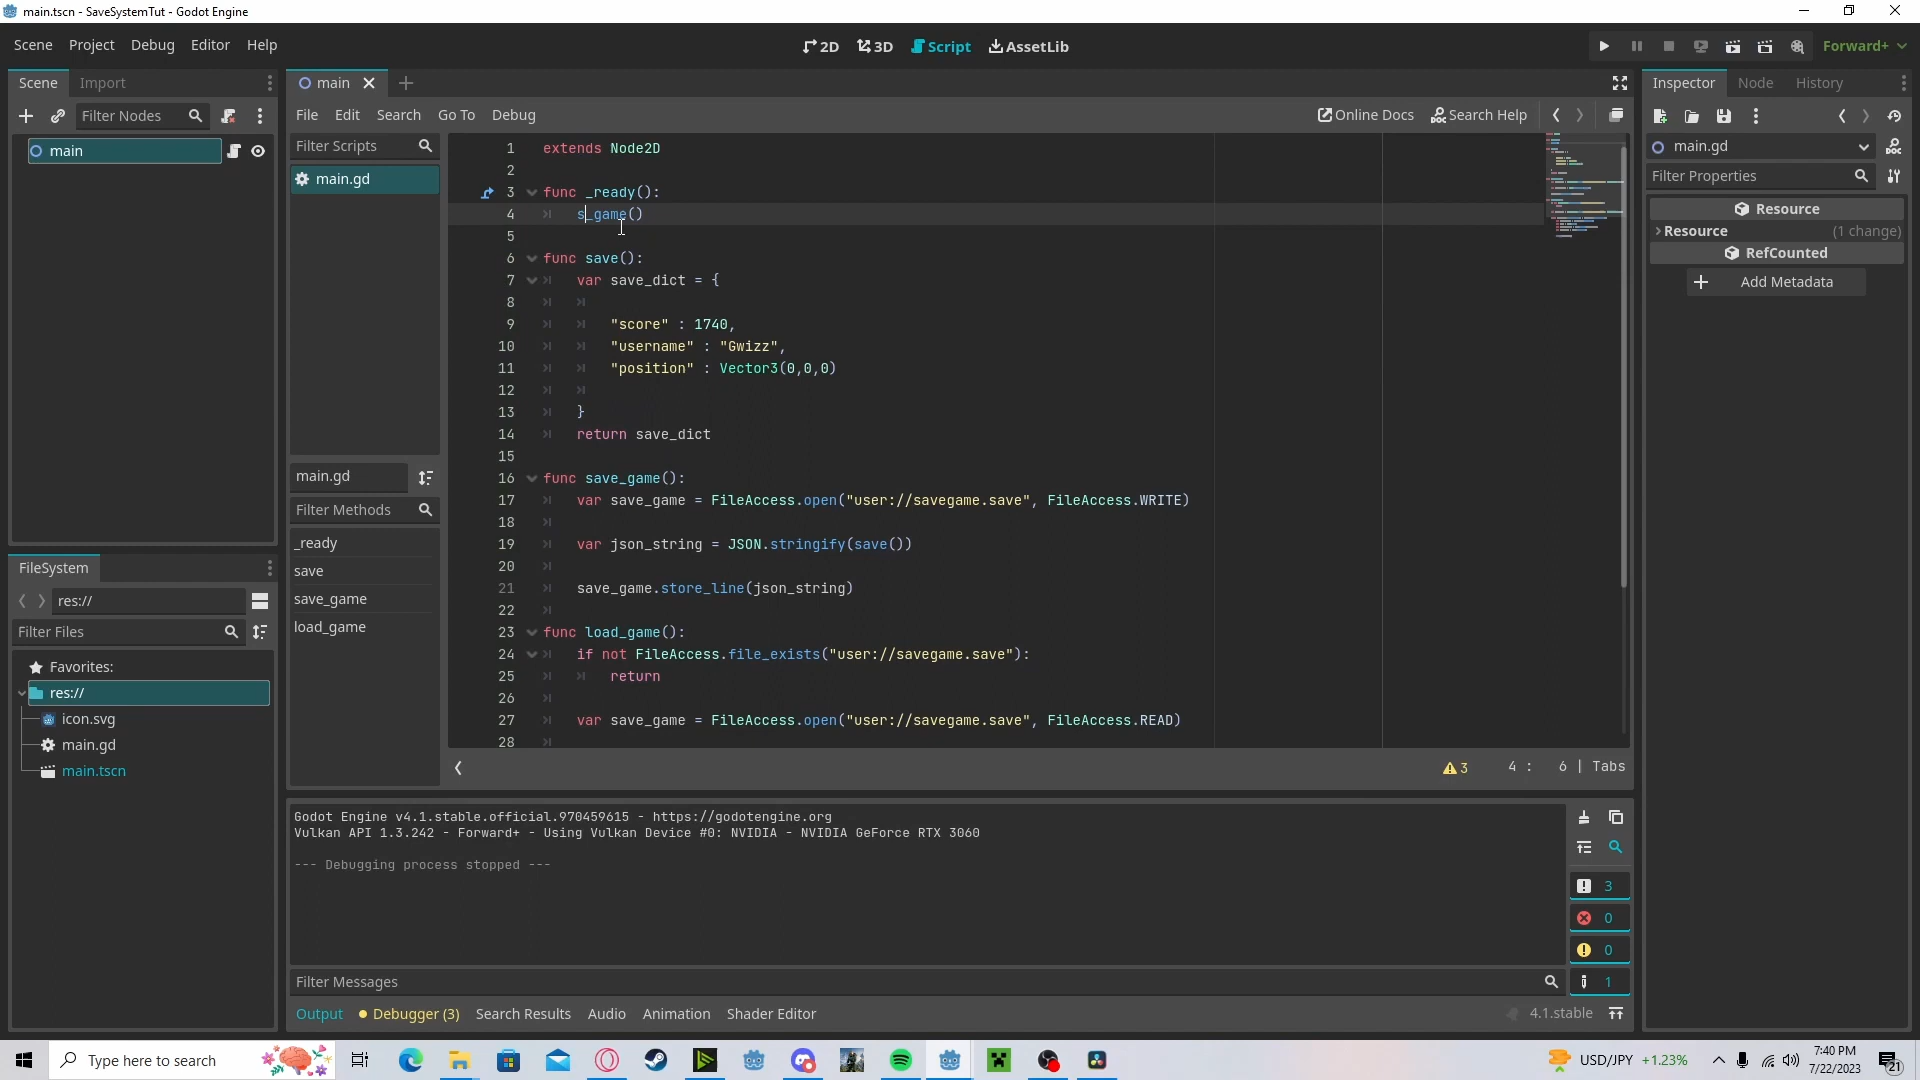 main.tscn - SaveSystemTut - Godot Engine
Scene Project Debug Editor Help
2D 3D Script AssetLib
Forward+
Scene Import
main
Inspector Node History
Filter Nodes
File Edit Search Go To Debug
Online Docs Search Help
main
Filter Scripts
main.gd
main.gd
Filter Methods
_ready
save
save_game
load_game
1 extends Node2D
2
3 func _ready():
4 s_game()
5
6 func save():
7 var save_dict = {
8
9 "score" : 1740,
10 "username" : "Gwizz",
11 "position" : Vector3(0,0,0)
12
13 }
14 return save_dict
15
16 func save_game():
17 var save_game = FileAccess.open("user://savegame.save", FileAccess.WRITE)
18
19 var json_string = JSON.stringify(save())
20
21 save_game.store_line(json_string)
22
23 func load_game():
24 if not FileAccess.file_exists("user://savegame.save"):
25 return
26
27 var save_game = FileAccess.open("user://savegame.save", FileAccess.READ)
28
3 4 : 6 | Tabs
main.gd
Filter Properties
Resource
Resource (1 change)
RefCounted
Add Metadata
FileSystem
res://
Filter Files
Favorites:
res://
icon.svg
main.gd
main.tscn
Godot Engine v4.1.stable.official.970459615 - https://godotengine.org
Vulkan API 1.3.242 - Forward+ - Using Vulkan Device #0: NVIDIA - NVIDIA GeForce RTX 3060
--- Debugging process stopped ---
3
0
0
1
Filter Messages
Output Debugger (3) Search Results Audio Animation Shader Editor
4.1.stable
Type here to search
USD/JPY +1.23%
7:40 PM
7/22/2023
21